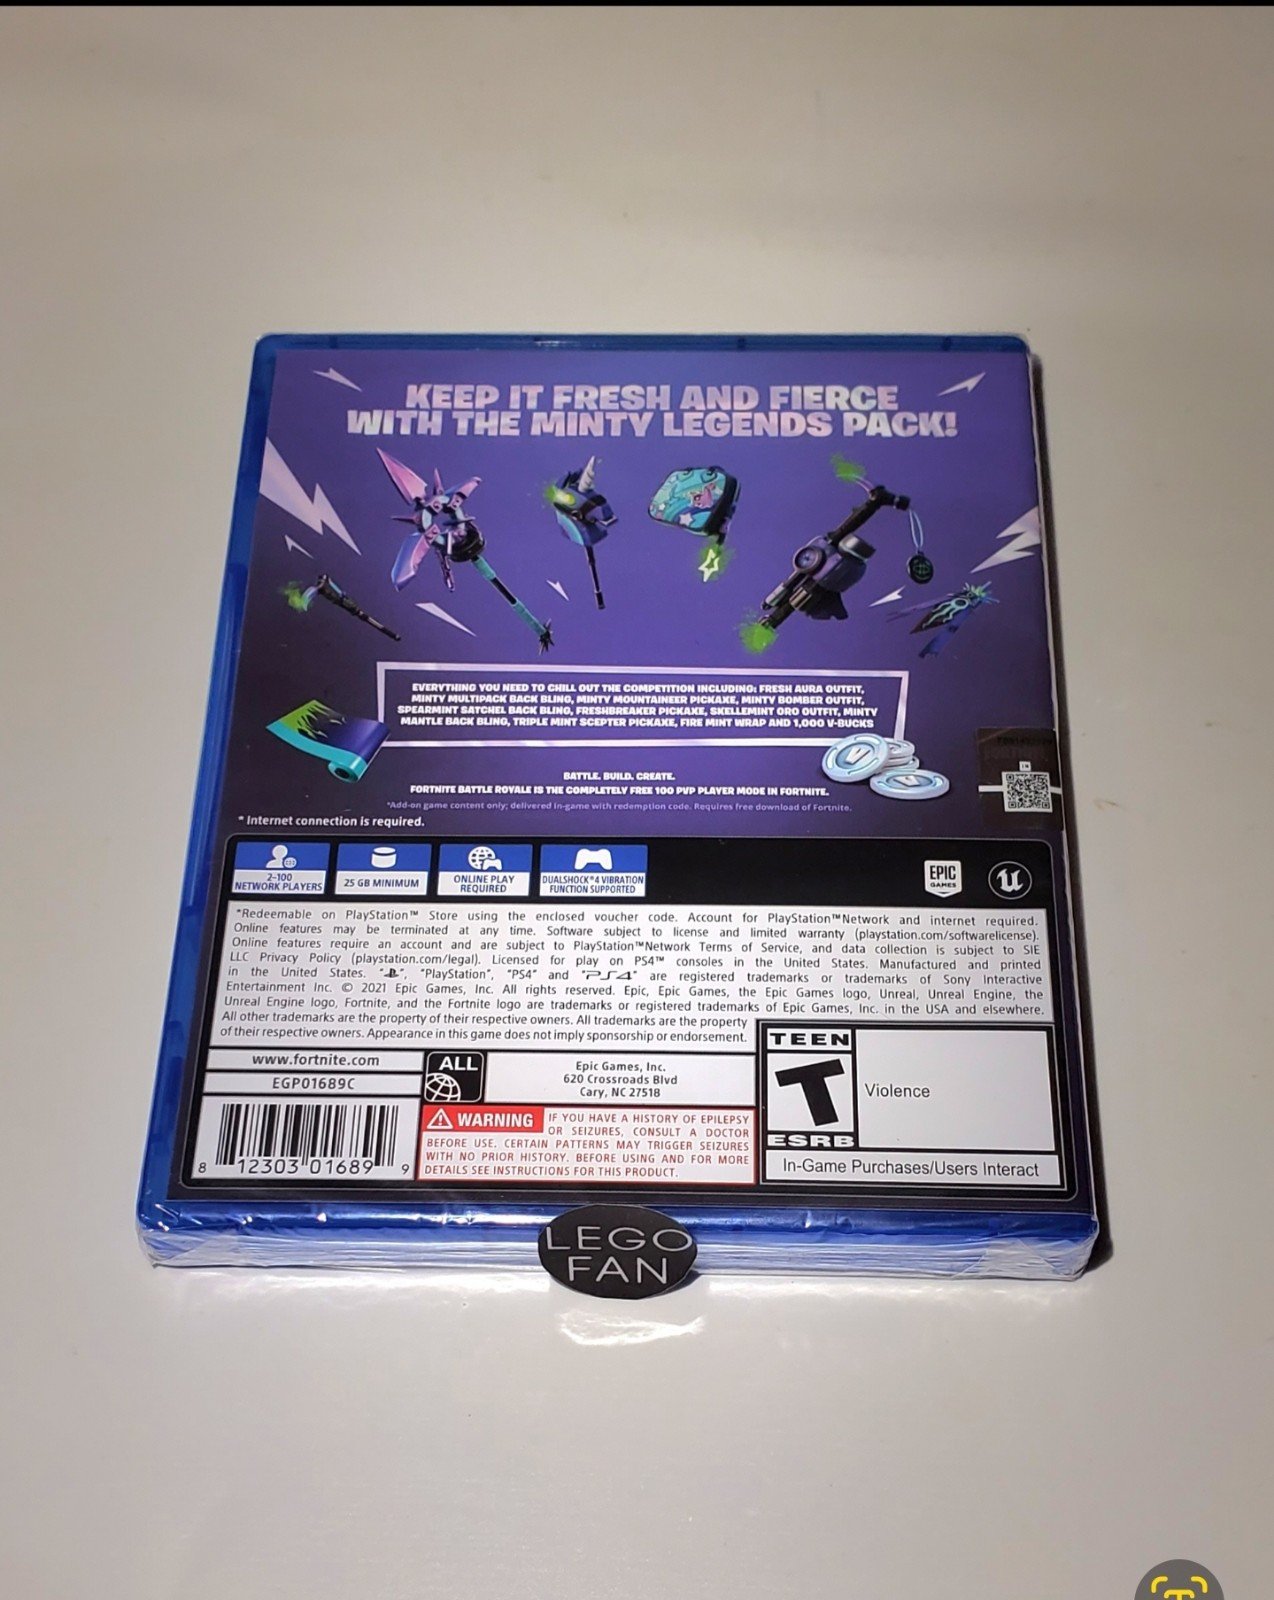 KEEP IT FRESH AND FIERCE
WITH THE MINTY LEGENDS PACK!
EVERYTHING YOU NEED TO CHILL OUT THE COMPETITION INCLUDING: FRESH AURA OUTFIT,
MINTY MULTIPACK BACK BLING, MINTY MOUNTAINEER PICKAXE, MINTY BOMBER OUTFIT,
SPEARMINT SATCHEL BACK BLING, FRESHBREAKER PICKAXE, SKELLEMINT ORO OUTFIT, MINTY
MANTLE BACK BLING, TRIPLE MINT SCEPTER PICKAXE, FIRE MINT WRAP AND 1,000 V-BUCKS
BATTLE. BUILD. CREATE.
FORTNITE BATTLE ROYALE IS THE COMPLETELY FREE 100 PVP PLAYER MODE IN FORTNITE.
*Add-on game content only; delivered in-game with redemption code. Requires free download of Fortnite.
* Internet connection is required.
2-100
NETWORK PLAYERS
25 GB MINIMUM
ONLINE PLAY
REQUIRED
DUALSHOCK®4 VIBRATION
FUNCTION SUPPORTED
EPIC
GAMES
*Redeemable on PlayStation™ Store using the enclosed voucher code. Account for PlayStation™Network and internet required.
Online features may be terminated at any time. Software subject to license and limited warranty (playstation.com/softwarelicense).
Online features require an account and are subject to PlayStation™Network Terms of Service, and data collection is subject to SIE
LLC Privacy Policy (playstation.com/legal). Licensed for play on PS4™ consoles in the United States. Manufactured and printed
in the United States. "", "PlayStation", "PS4" and "PS4" are registered trademarks or trademarks of Sony Interactive
Entertainment Inc. © 2021 Epic Games, Inc. All rights reserved. Epic, Epic Games, the Epic Games logo, Unreal, Unreal Engine, the
Unreal Engine logo, Fortnite, and the Fortnite logo are trademarks or registered trademarks of Epic Games, Inc. in the USA and elsewhere.
All other trademarks are the property of their respective owners. All trademarks are the property
of their respective owners. Appearance in this game does not imply sponsorship or endorsement.
www.fortnite.com
EGP01689C
8 12303 01689 9
ALL
Epic Games, Inc.
620 Crossroads Blvd
Cary, NC 27518
WARNING IF YOU HAVE A HISTORY OF EPILEPSY
OR SEIZURES, CONSULT A DOCTOR
BEFORE USE. CERTAIN PATTERNS MAY TRIGGER SEIZURES
WITH NO PRIOR HISTORY. BEFORE USING AND FOR MORE
DETAILS SEE INSTRUCTIONS FOR THIS PRODUCT.
TEEN
T
ESRB
Violence
In-Game Purchases/Users Interact
LEGO
FAN